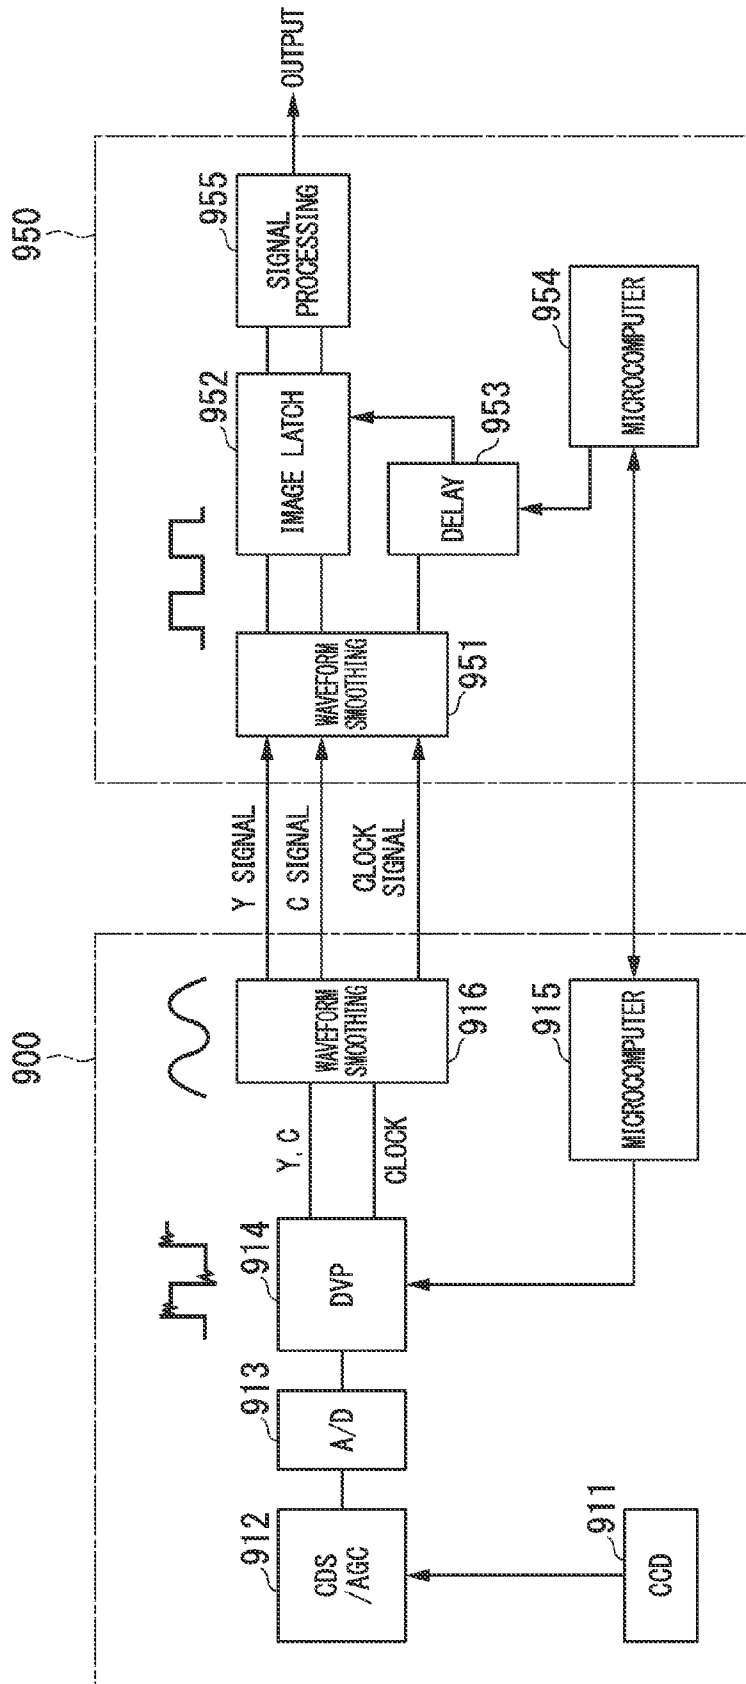 900
950
911
CCD
912
CDS
/AGC
913
A/D
914
DVP
Y, C
CLOCK
916
WAVEFORM
SMOOTHING
915
MICROCOMPUTER
Y SIGNAL
C SIGNAL
CLOCK
SIGNAL
951
WAVEFORM
SMOOTHING
952
IMAGE LATCH
953
DELAY
954
MICROCOMPUTER
955
SIGNAL
PROCESSING
OUTPUT